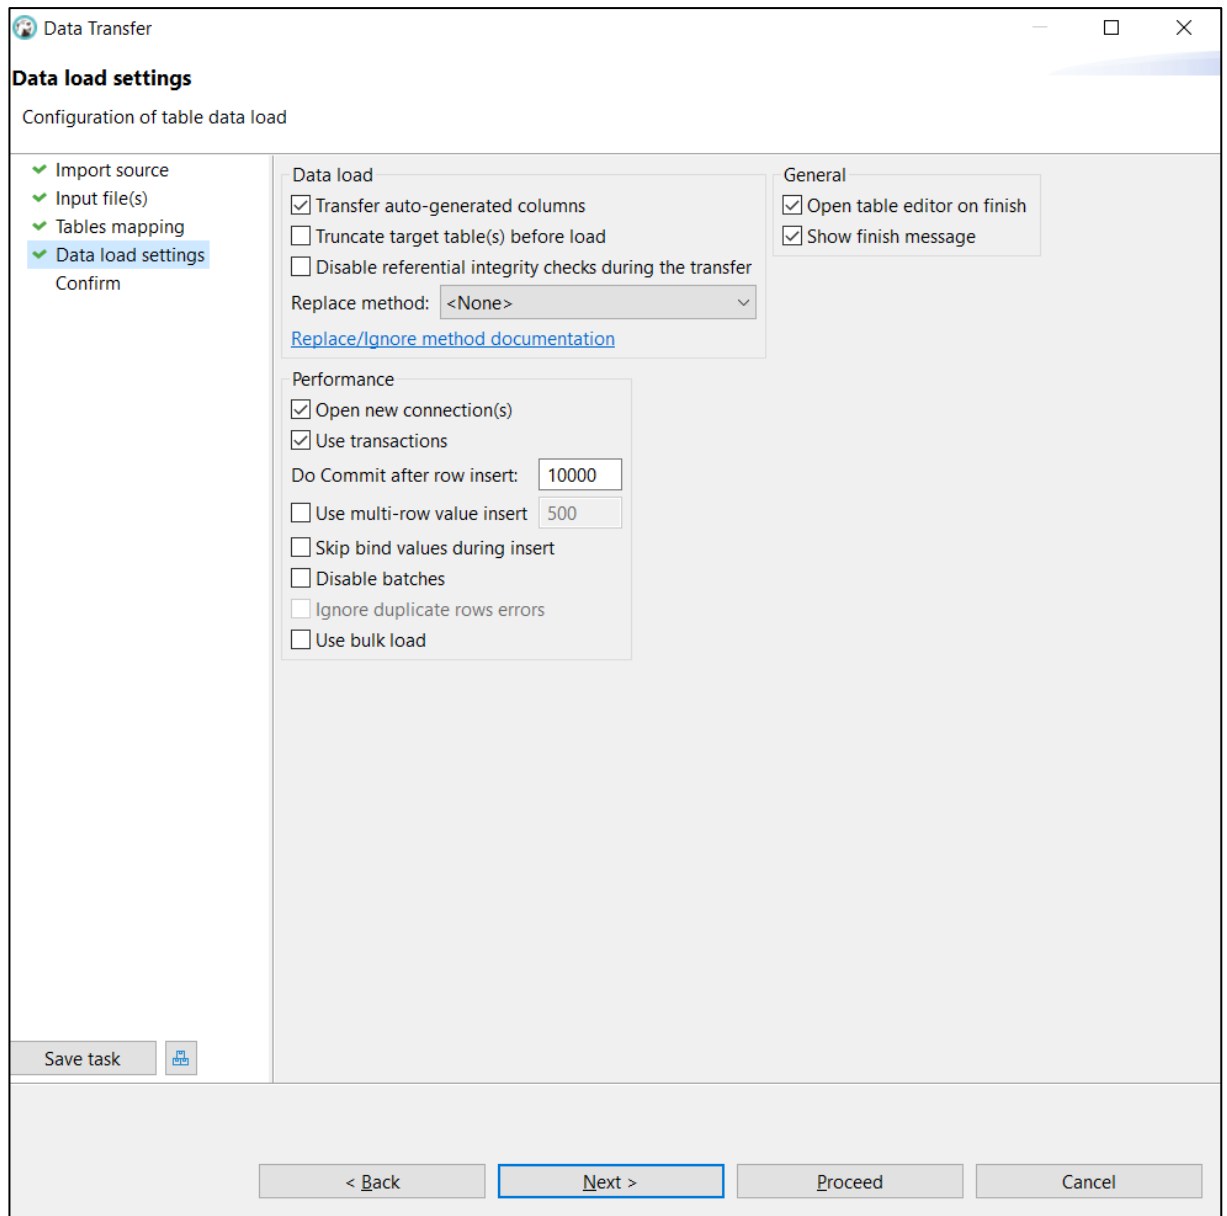 Data Transfer
Data load settings
Configuration of table data load
Import source
Input file(s)
Tables mapping
Data load settings
Confirm
Data load
Transfer auto-generated columns
Truncate target table(s) before load
Disable referential integrity checks during the transfer
Replace method: <None>
Replace/Ignore method documentation
General
Open table editor on finish
Show finish message
Performance
Open new connection(s)
Use transactions
Do Commit after row insert: 10000
Use multi-row value insert 500
Skip bind values during insert
Disable batches
Ignore duplicate rows errors
Use bulk load
Save task
< Back Next > Proceed Cancel